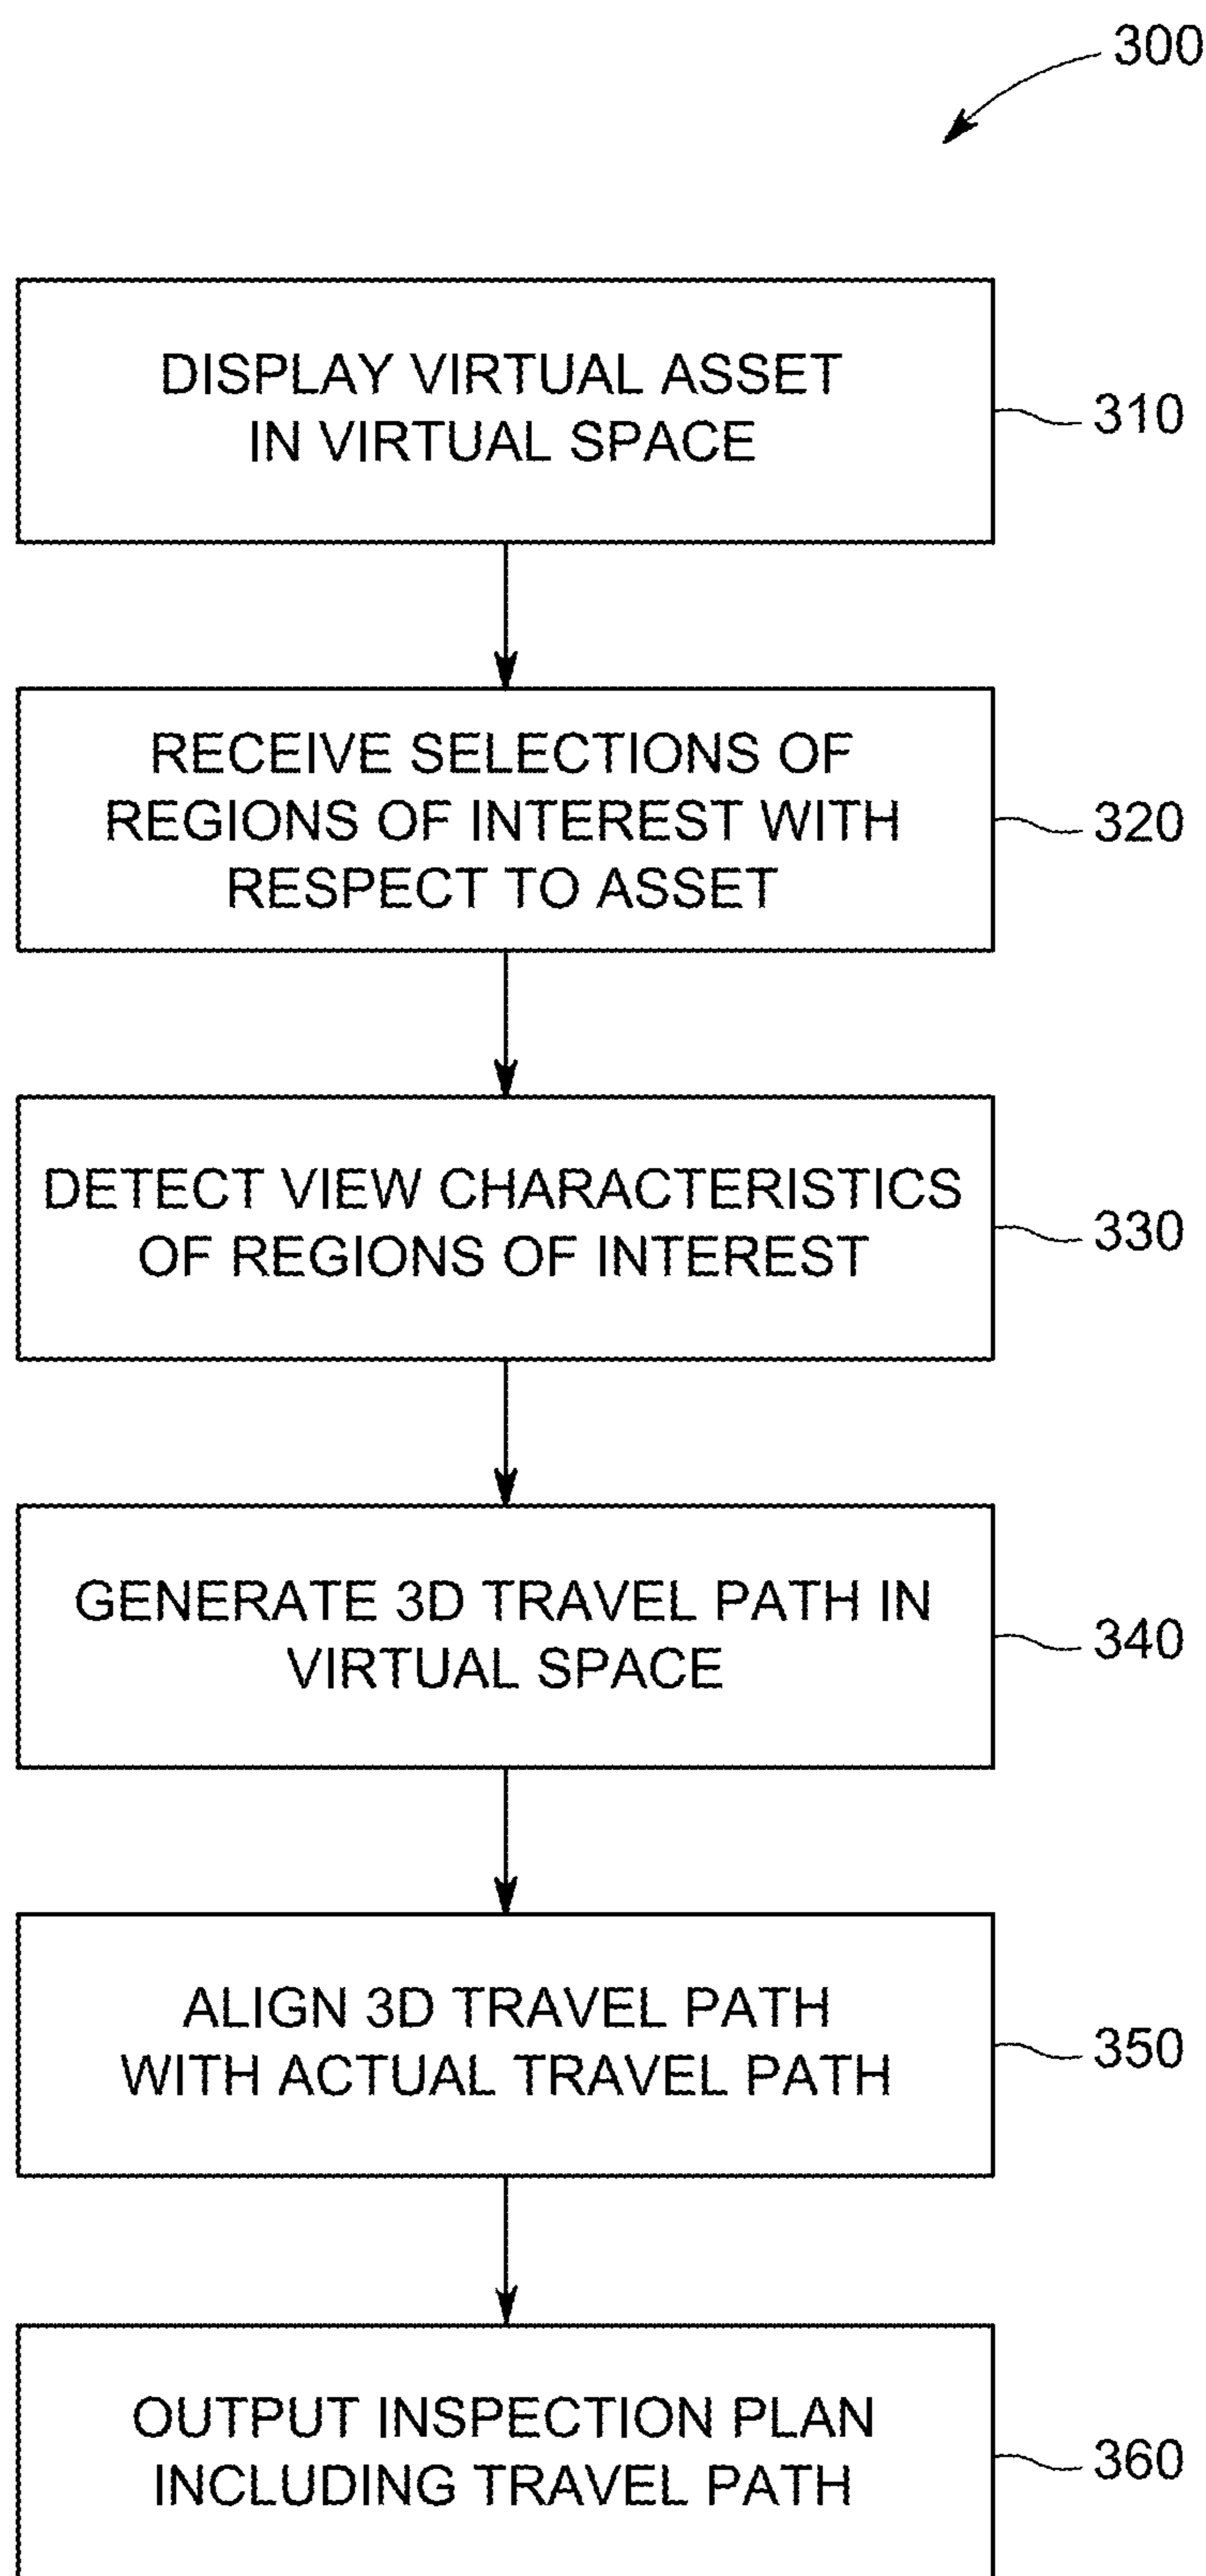 300
DISPLAY VIRTUAL ASSET
IN VIRTUAL SPACE
310
RECEIVE SELECTIONS OF
REGIONS OF INTEREST WITH
RESPECT TO ASSET
320
DETECT VIEW CHARACTERISTICS
OF REGIONS OF INTEREST
330
GENERATE 3D TRAVEL PATH IN
VIRTUAL SPACE
340
ALIGN 3D TRAVEL PATH
WITH ACTUAL TRAVEL PATH
350
OUTPUT INSPECTION PLAN
INCLUDING TRAVEL PATH
360